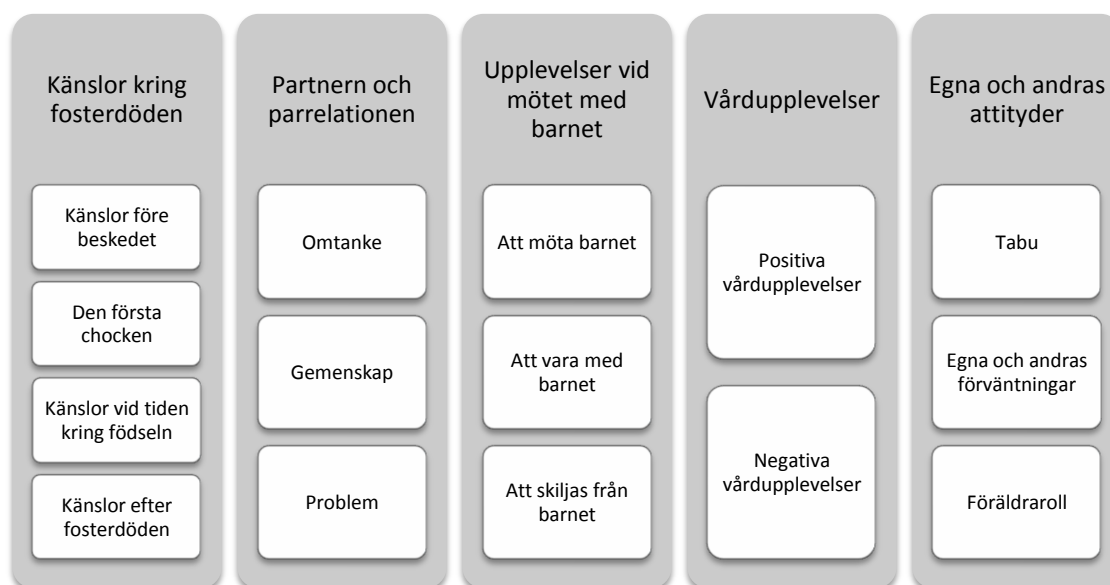 Känslor kring
fosterdöden
Känslor före
beskedet
Den första
chocken
Känslor vid tiden
kring födseln
Känslor efter
fosterdöden
Partnern och
parrelationen
Omtanke
Gemenskap
Problem
Upplevelser vid
mötet med
barnet
Att möta barnet
Att vara med
barnet
Att skiljas från
barnet
Vårdupplevelser
Positiva
vårdupplevelser
Negativa
vårdupplevelser
Egna och andras
attityder
Tabu
Egna och andras
förväntningar
Föräldraroll